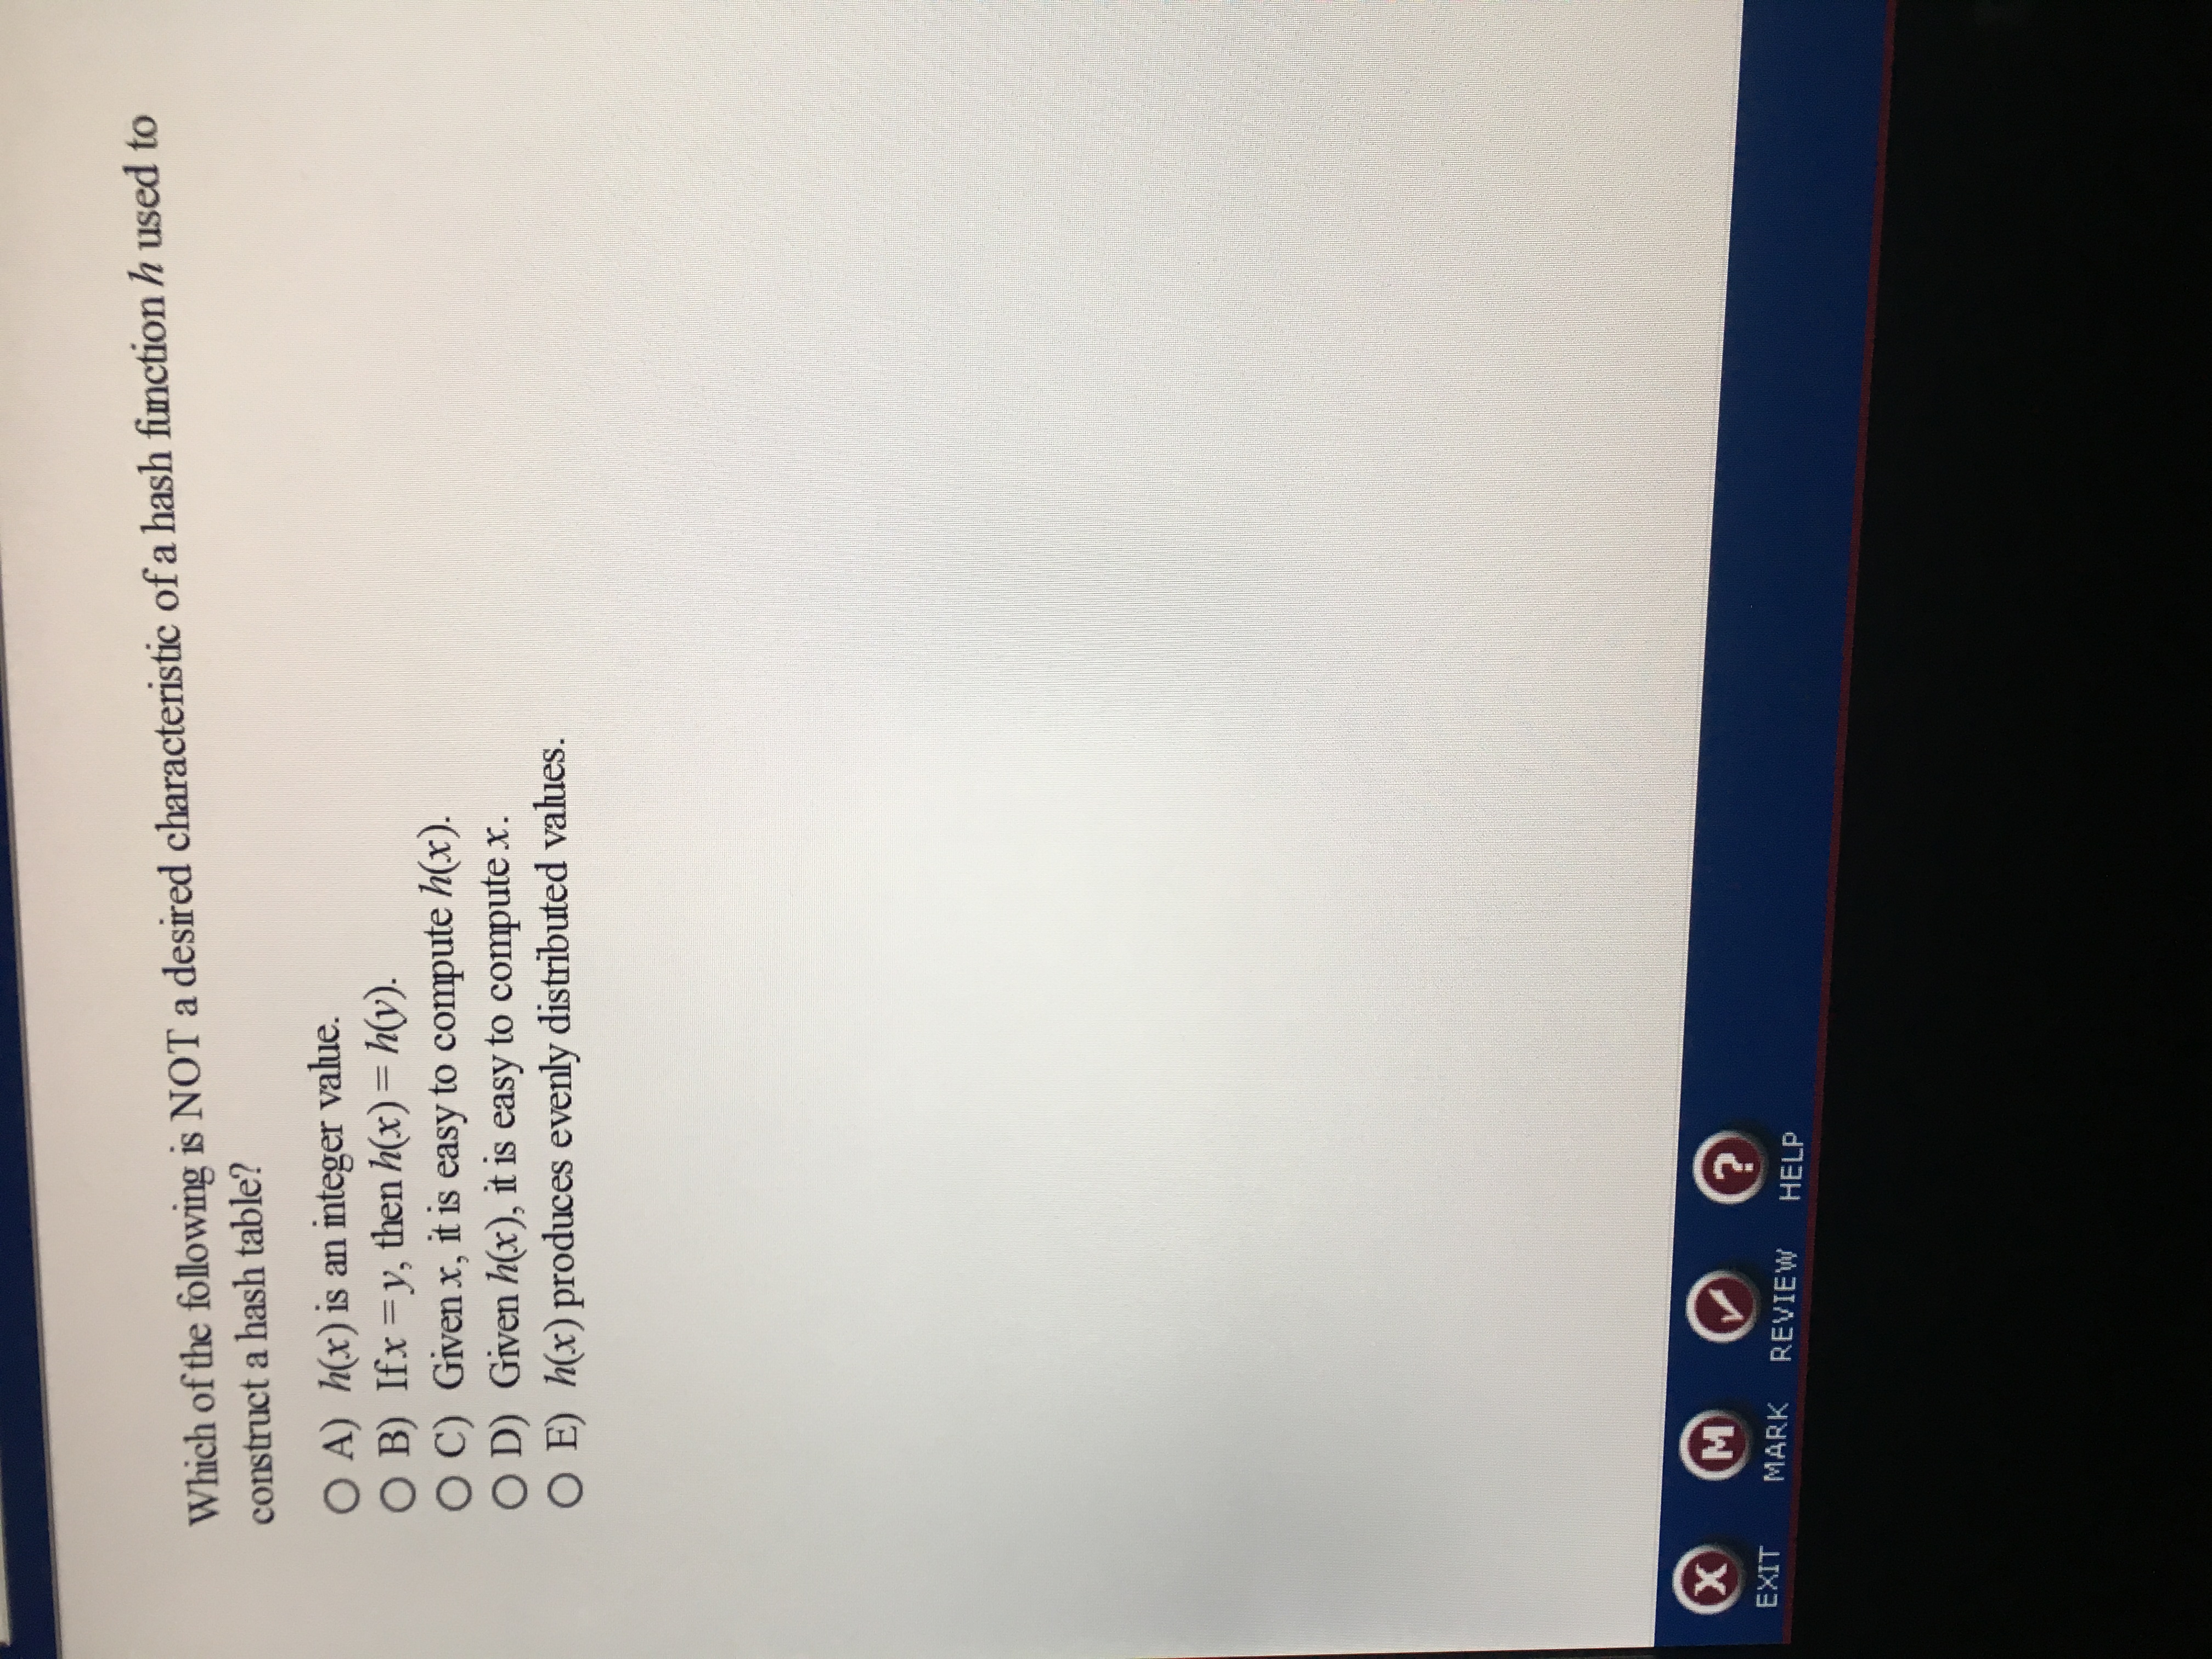 Which of the following is NOT a desired characteristic of a hash function h used to
construct a hash table?
A) h(x) is an integer value.
B) If x = y, then h(x) = h(y).
C) Given x, it is easy to compute h(x).
D) Given h(x), it is easy to compute x.
E) h(x) produces evenly distributed values.
X M ?
EXIT MARK REVIEW HELP